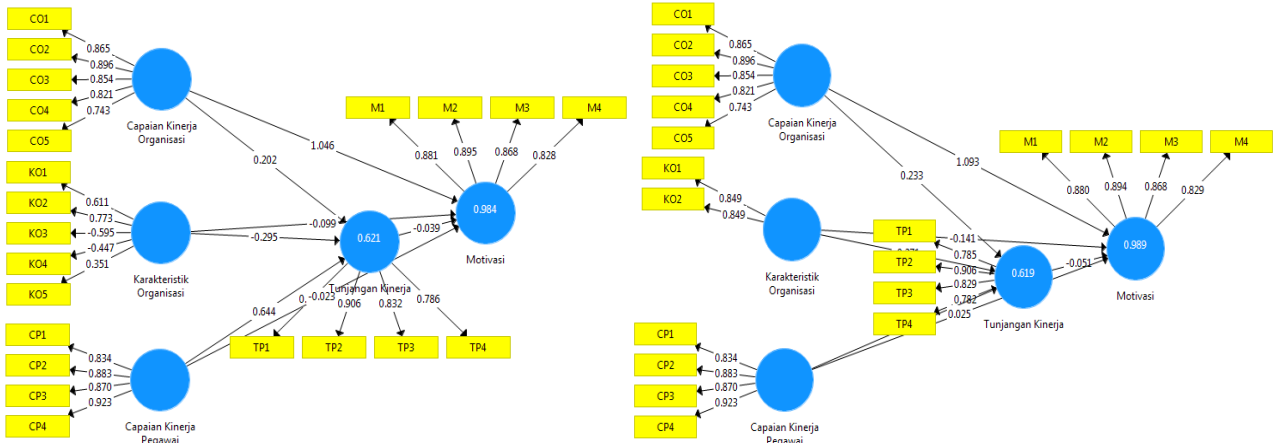 CO1
CO2
CO3
CO4
CO5
0.865
0.896
0.854
0.821
0.743
Capaian Kinerja
Organisasi
KO1
KO2
KO3
KO4
KO5
0.611
0.773
-0.595
-0.447
0.351
Karakteristik
Organisasi
CP1
CP2
CP3
CP4
0.834
0.883
0.870
0.923
Capaian Kinerja
Pegawai
0.202
1.046
-0.099
-0.295
0.644
-0.023
-0.039
M1
M2
M3
M4
0.881
0.895
0.868
0.828
0.984
Motivasi
0.621
Tunjangan Kinerja
0.906
0.832
0.786
TP1
TP2
TP3
TP4
CO1
CO2
CO3
CO4
CO5
0.865
0.896
0.854
0.821
0.743
Capaian Kinerja
Organisasi
KO1
KO2
0.849
0.849
Karakteristik
Organisasi
CP1
CP2
CP3
CP4
0.834
0.883
0.870
0.923
Capaian Kinerja
Pegawai
1.093
0.233
-0.141
-0.051
0.025
TP1
TP2
TP3
TP4
0.785
0.906
0.829
0.782
0.619
Tunjangan Kinerja
M1
M2
M3
M4
0.880
0.894
0.868
0.829
0.989
Motivasi